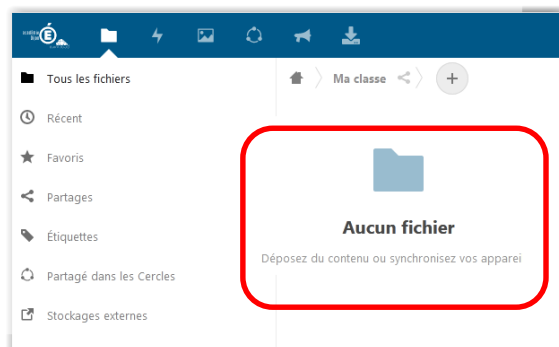 Tous les fichiers
Ma classe
Récent
Favoris
Partages
Étiquettes
Partagé dans les Cercles
Stockages externes
Aucun fichier
Déposez du contenu ou synchronisez vos apparei